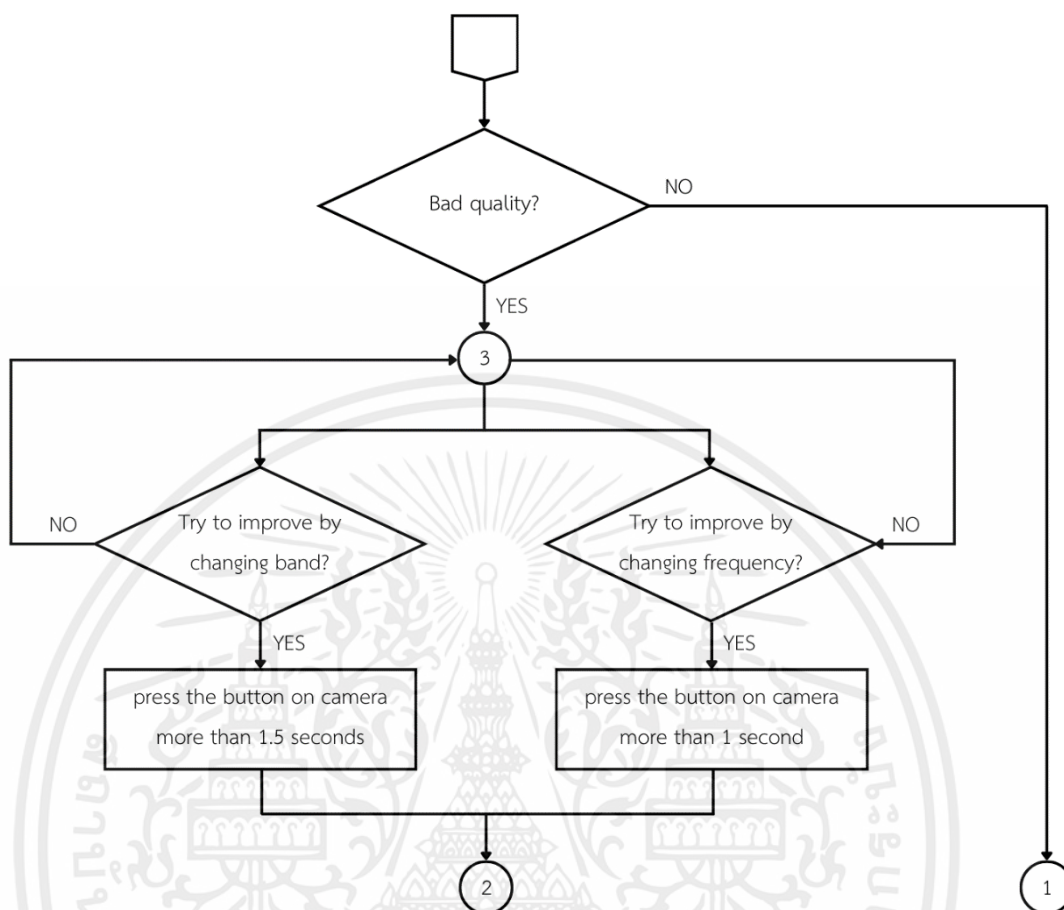 Bad quality?
NO
YES
3
NO
Try to improve by
changing band?
Try to improve by
changing frequency?
NO
YES
YES
press the button on camera
more than 1.5 seconds
press the button on camera
more than 1 second
2
1